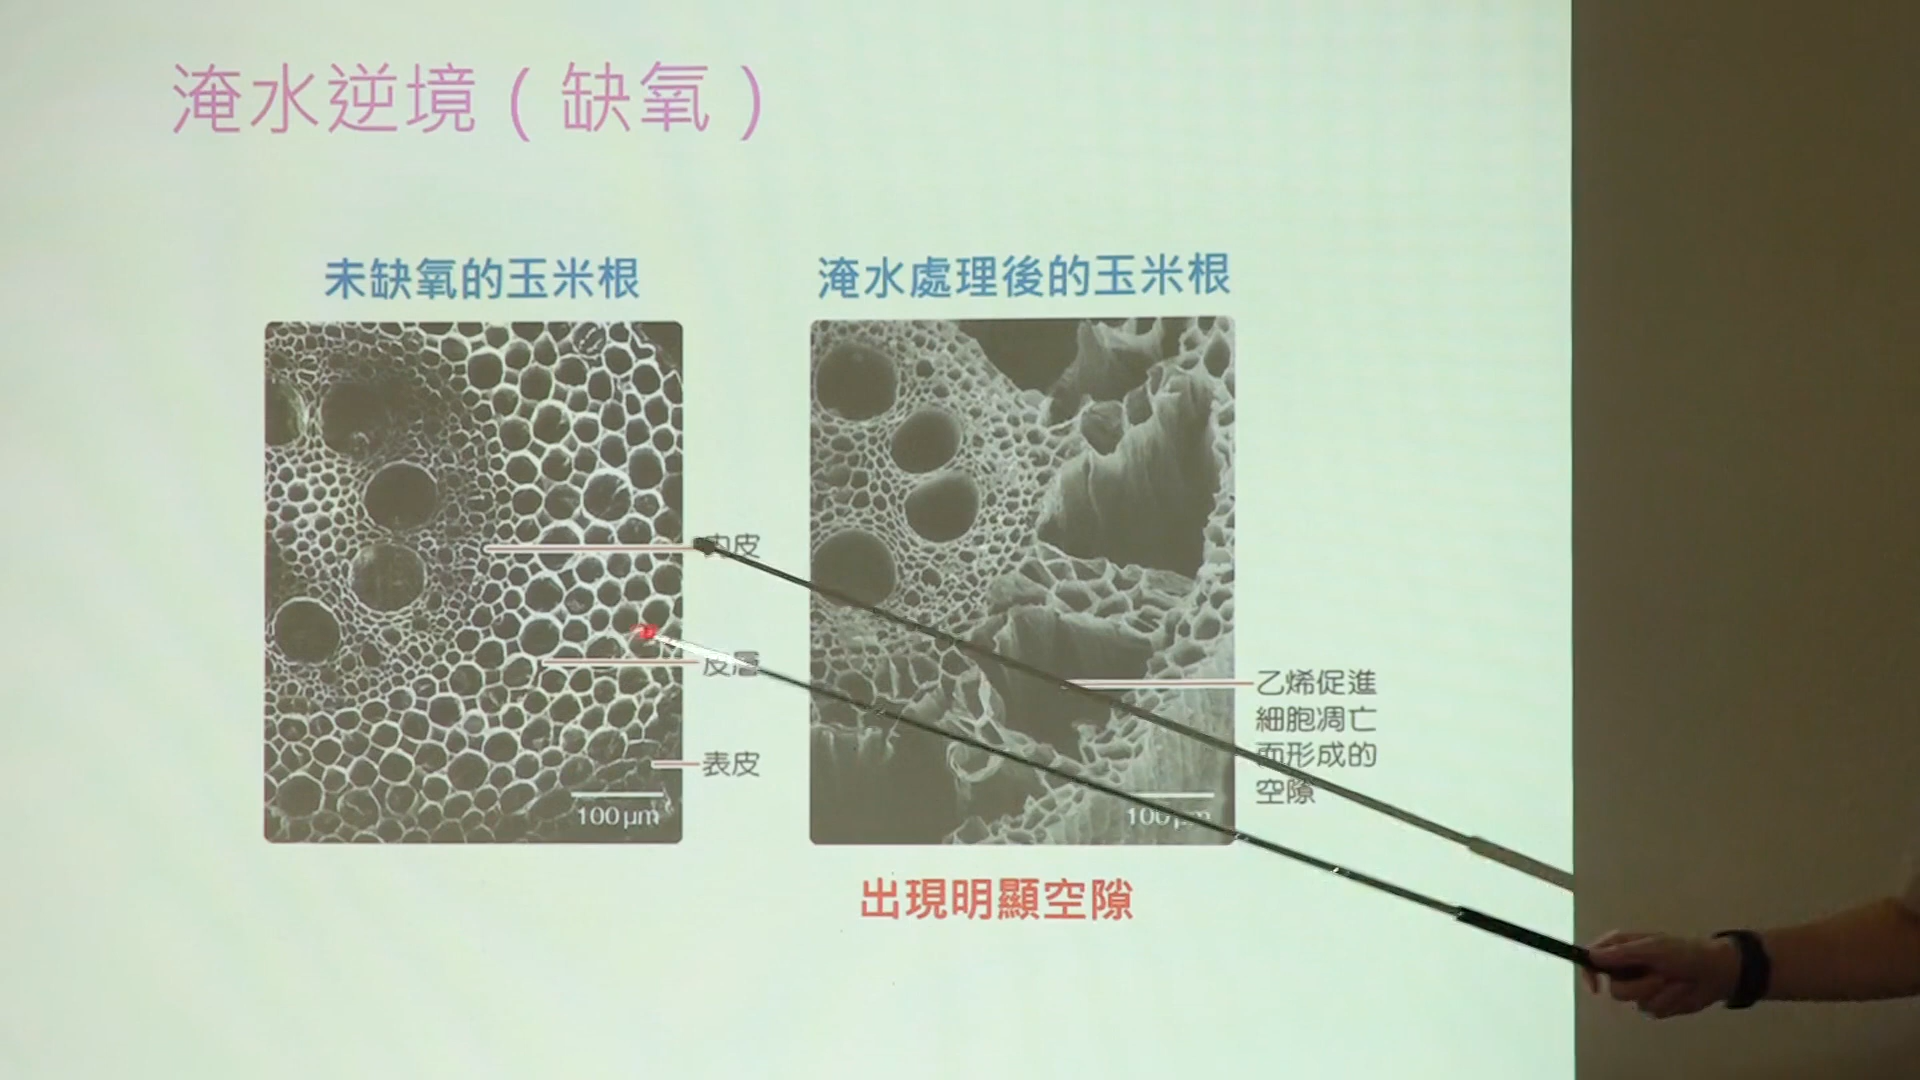 淹水逆境（缺氧）
未缺氧的玉米根
淹水處理後的玉米根
內皮
皮層
表皮
100 μm
100 μm
乙烯促進
細胞凋亡
而形成的
空隙
出現明顯空隙